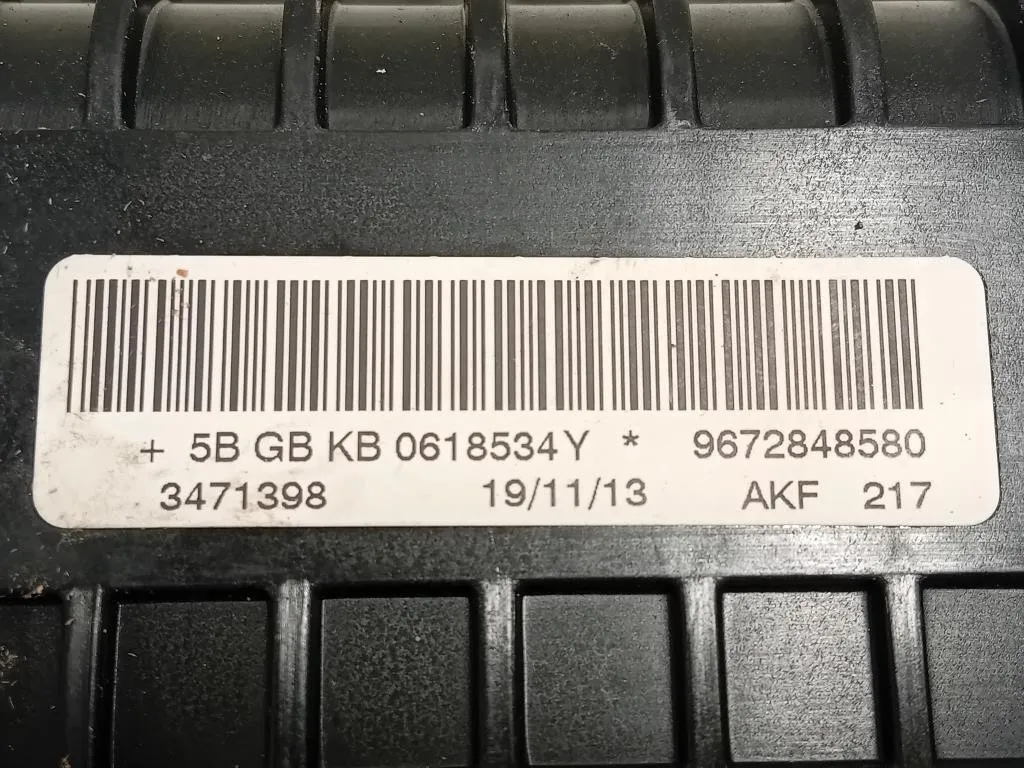 + 5B GB KB 0618534Y * 9672848580
3471398 19/11/13 AKF 217